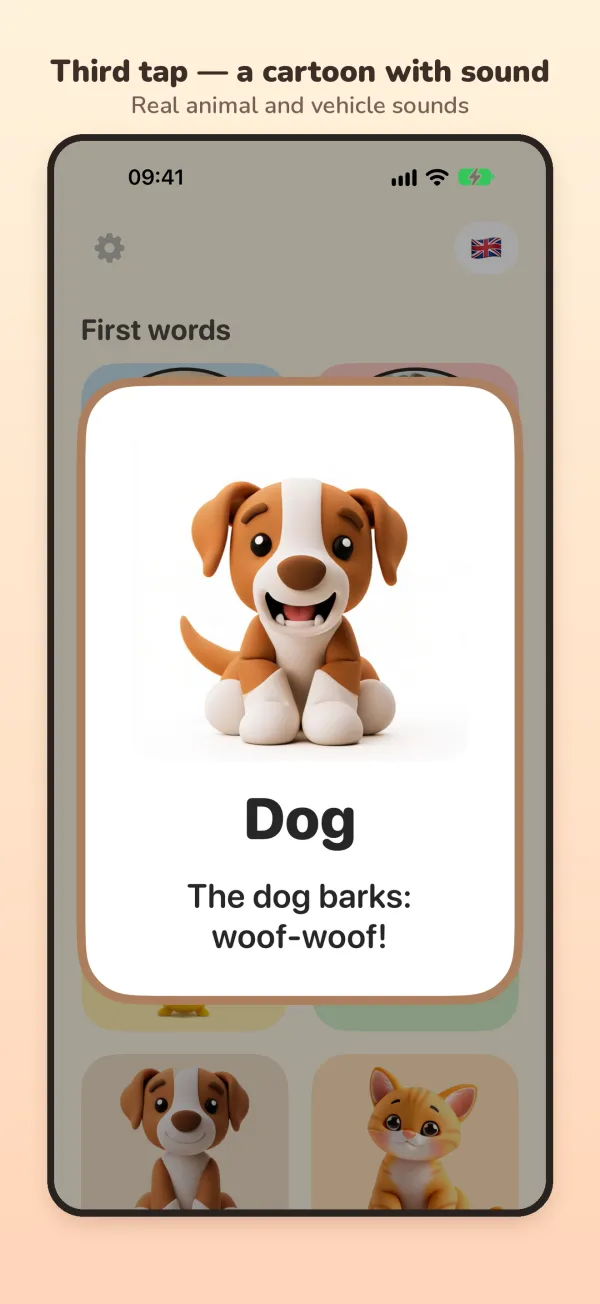 Third tap — a cartoon with sound
Real animal and vehicle sounds
09:41
First words
Dog
The dog barks:
woof-woof!